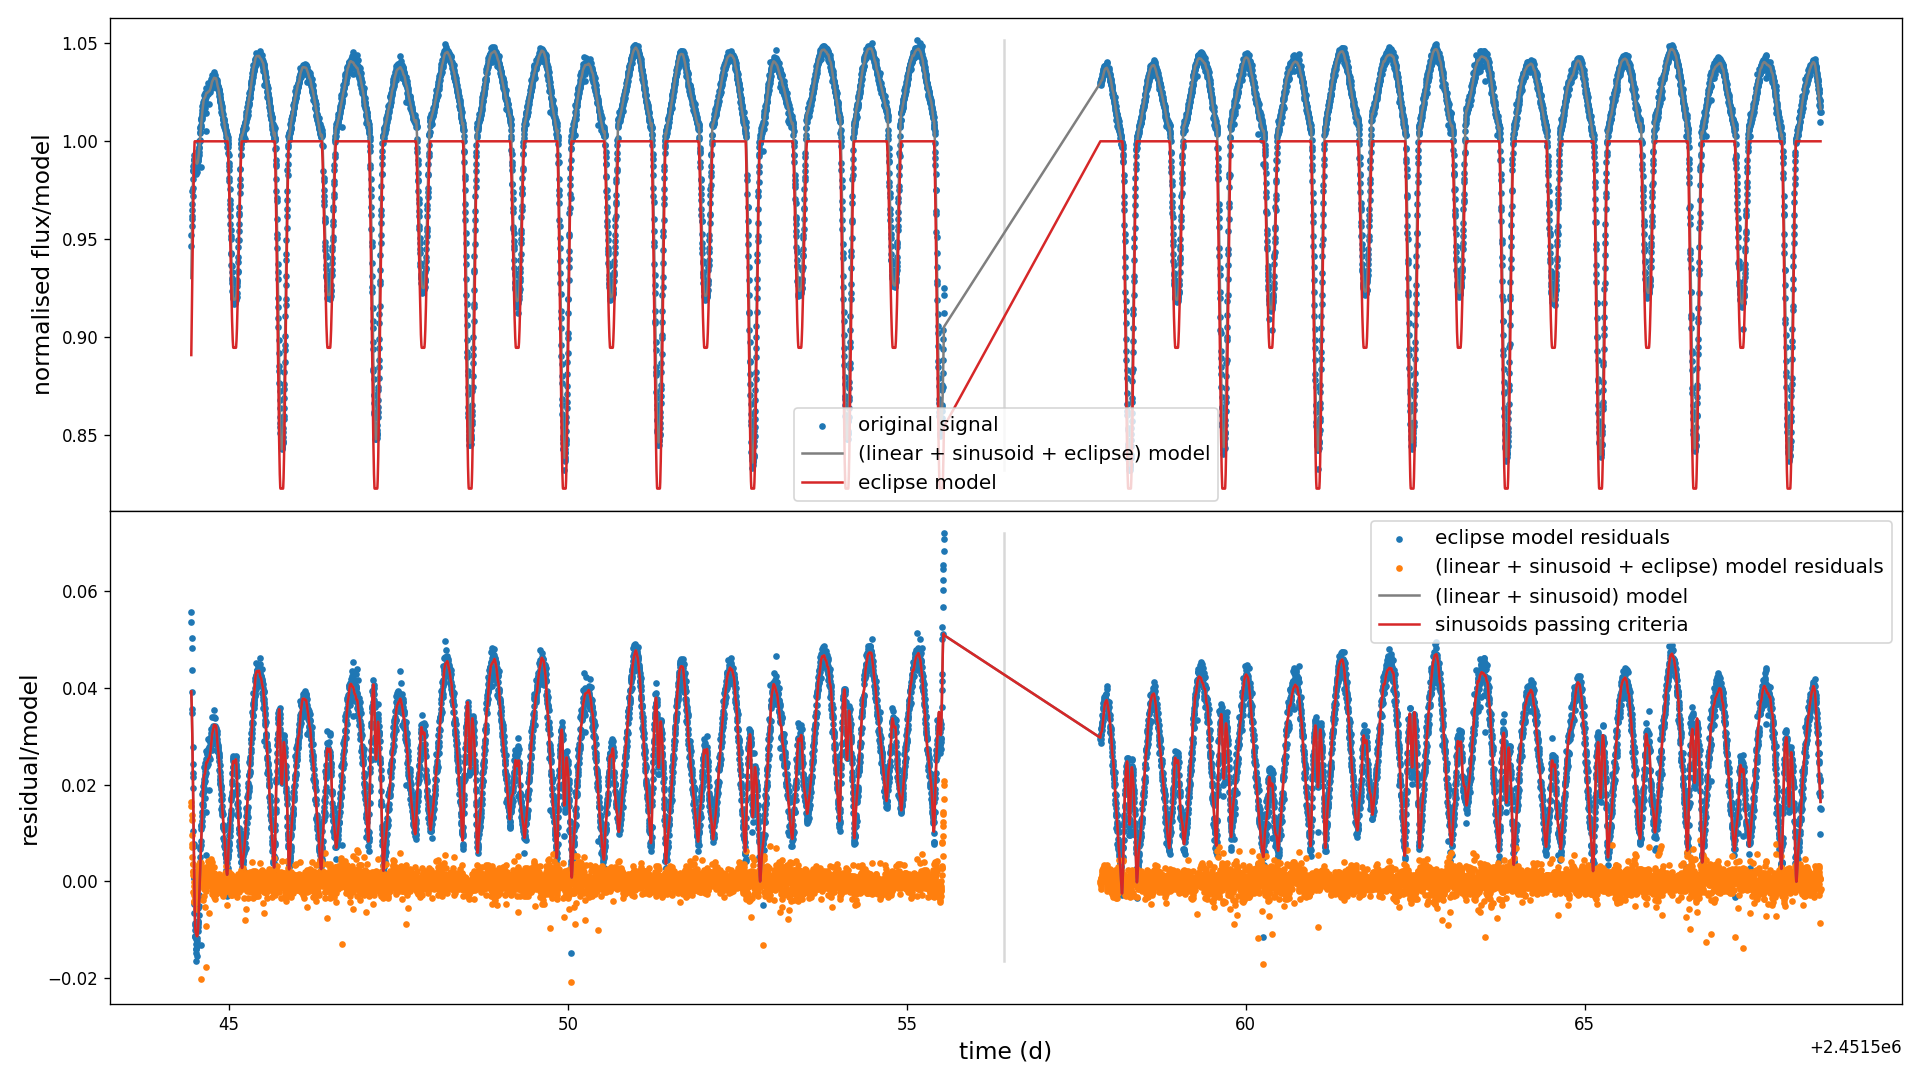 normalised flux/model
1.05
1.00
0.95
0.90
0.85
original signal
(linear + sinusoid + eclipse) model
eclipse model
residual/model
0.06
0.04
0.02
0.00
−0.02
eclipse model residuals
(linear + sinusoid + eclipse) model residuals
(linear + sinusoid) model
sinusoids passing criteria
45 50 55 60 65
time (d)
+2.4515e6